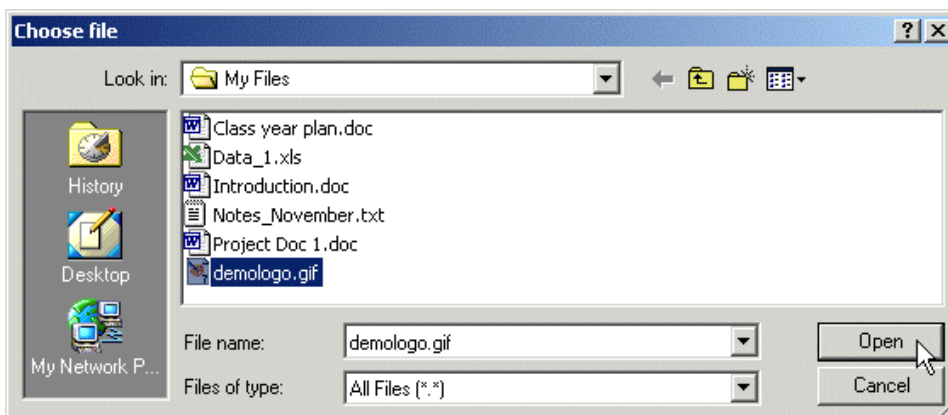 Choose file
Look in: My Files
Class year plan.doc
Data_1.xls
Introduction.doc
Notes_November.txt
Project Doc 1.doc
demologo.gif
History
Desktop
My Network P...
File name: demologo.gif Open
Files of type: All Files (*.*) Cancel